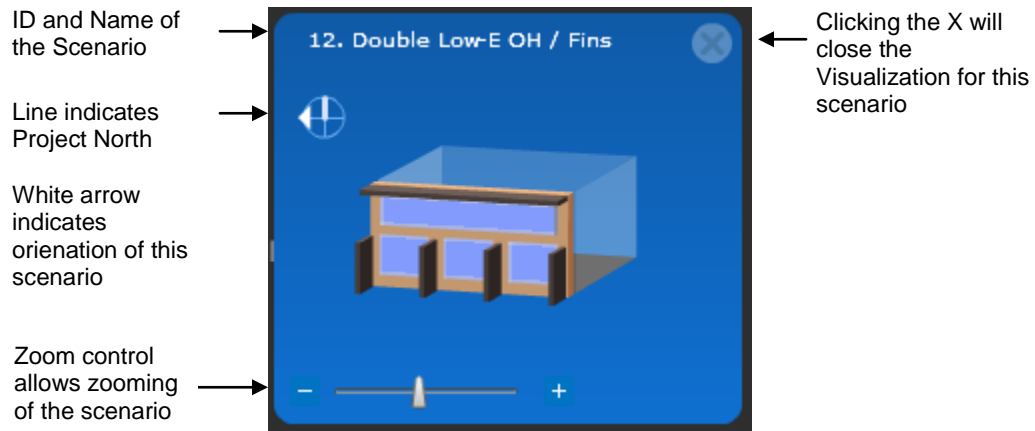 ID and Name of
the Scenario
12. Double Low-E OH / Fins
Clicking the X will
close the
Visualization for this
scenario
Line indicates
Project North
White arrow
indicates
orienation of this
scenario
Zoom control
allows zooming
of the scenario